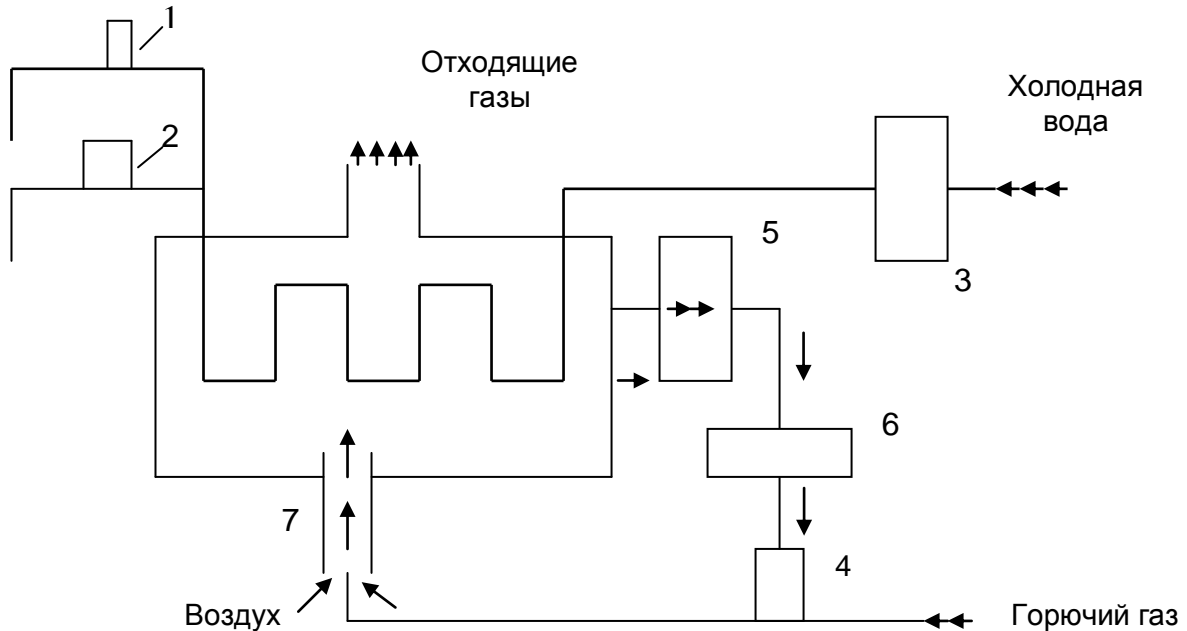 1
Отходящие
газы
Холодная
вода
2
5
3
6
7
4
Воздух
Горючий газ